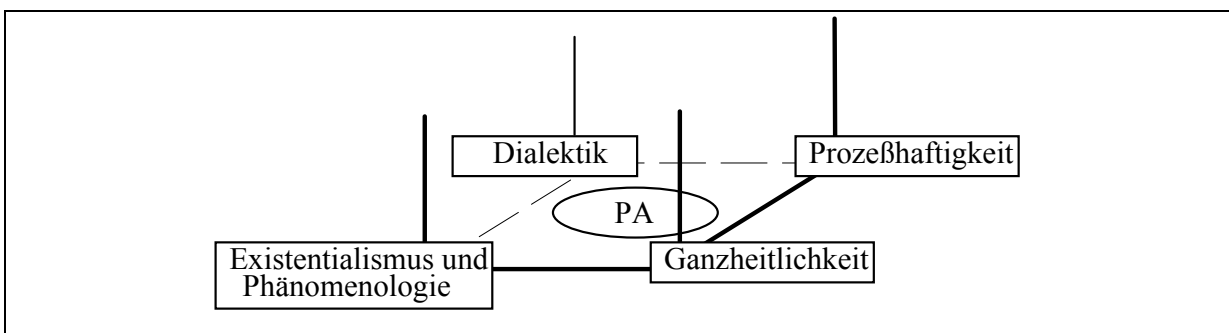 Dialektik
Prozeßhaftigkeit
PA
Existentialismus und
Phänomenologie
Ganzheitlichkeit